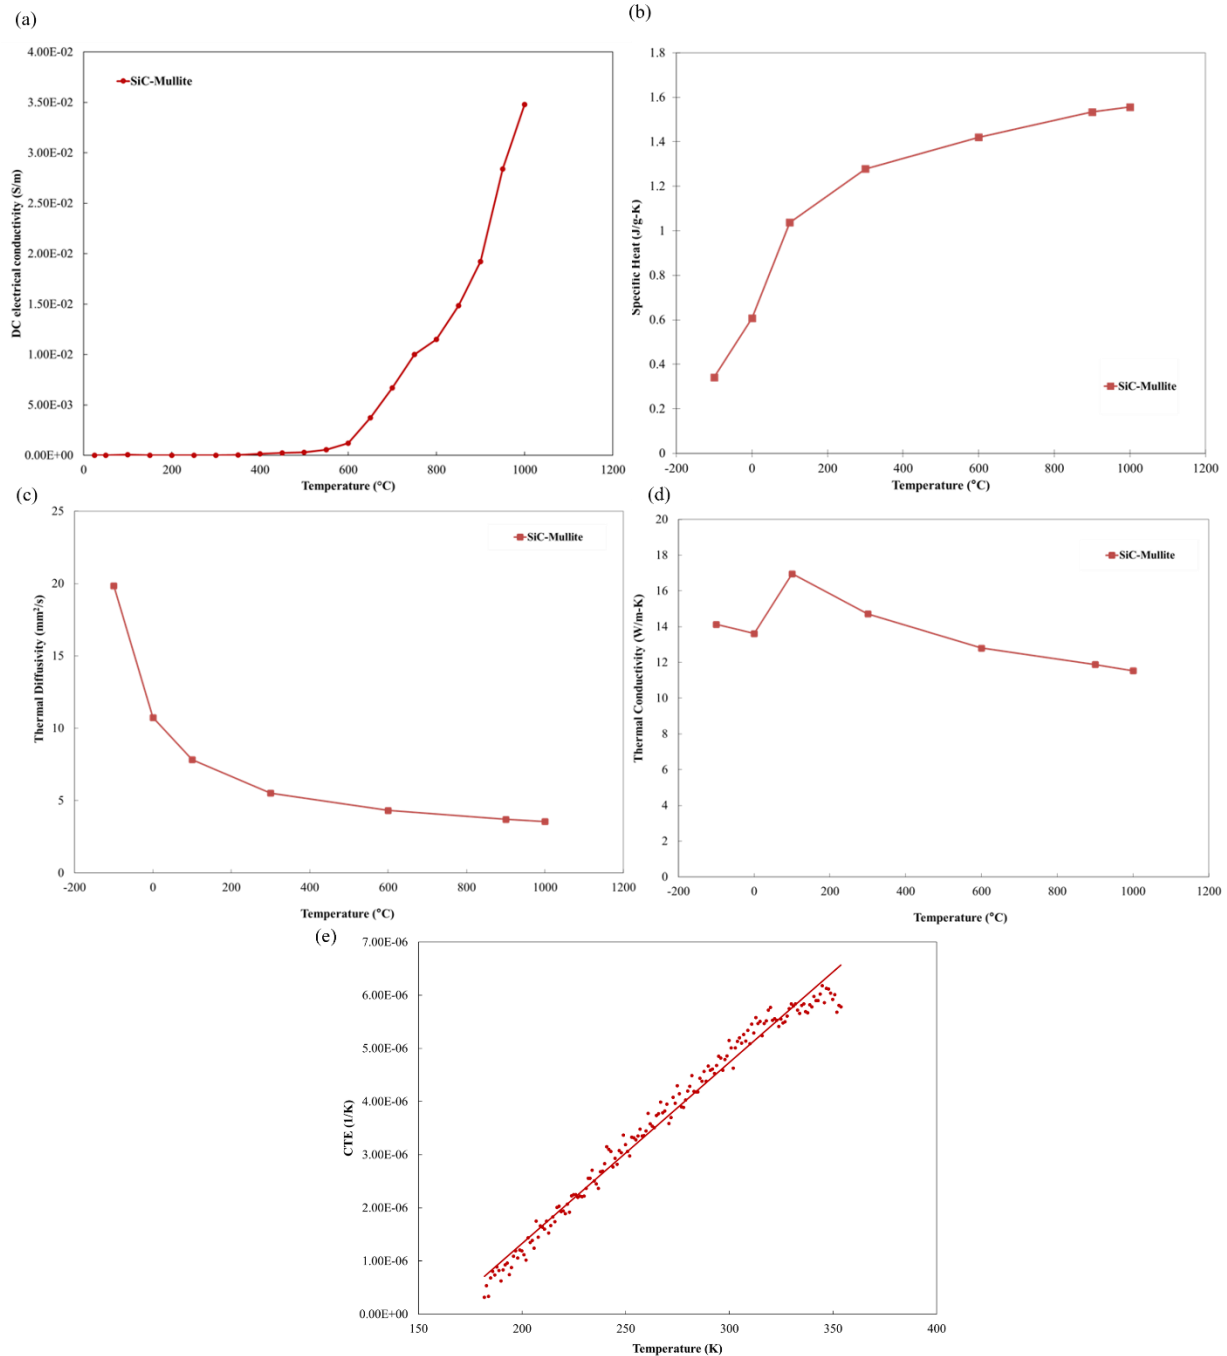 (a)
4.00E-02
3.50E-02
3.00E-02
2.50E-02
2.00E-02
1.50E-02
1.00E-02
5.00E-03
0.00E+00
DC electrical conductivity (S/m)
SiC-Mullite
0 200 400 600 800 1000 1200
Temperature (°C)
(b)
1.8
1.6
1.4
1.2
1
0.8
0.6
0.4
0.2
0
Specific Heat (J/g-K)
SiC-Mullite
-200 0 200 400 600 800 1000 1200
Temperature (°C)
(c)
25
20
15
10
5
0
Thermal Diffusivity (mm²/s)
SiC-Mullite
-200 0 200 400 600 800 1000 1200
Temperature (°C)
(d)
20
18
16
14
12
10
8
6
4
2
0
Thermal Conductivity (W/m-K)
SiC-Mullite
-200 0 200 400 600 800 1000 1200
Temperature (°C)
(e)
7.00E-06
6.00E-06
5.00E-06
4.00E-06
3.00E-06
2.00E-06
1.00E-06
0.00E+00
CTE (1/K)
150 200 250 300 350 400
Temperature (K)